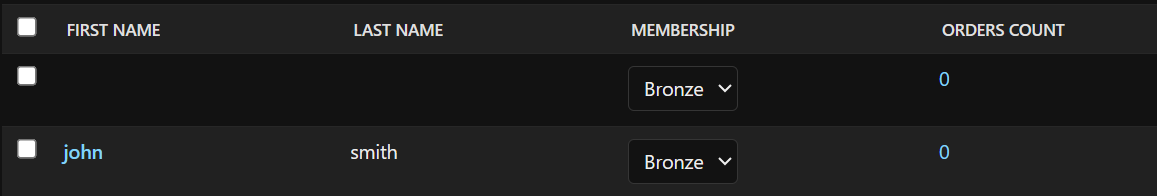 FIRST NAME LAST NAME MEMBERSHIP ORDERS COUNT
Bronze 0
john smith Bronze 0